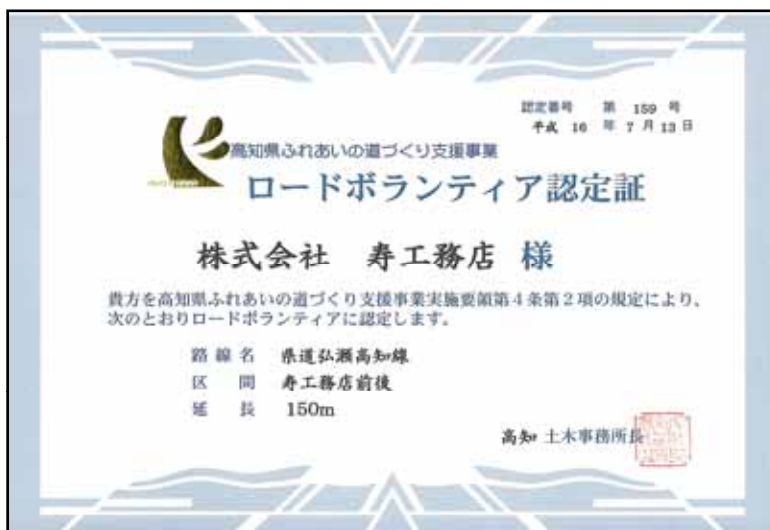 認定番号 第 159 号
平成 16 年 7 月 13 日
高知県ふれあいの道づくり支援事業
ロードボランティア認定証
株式会社 寿工務店 様
貴方を高知県ふれあいの道づくり支援事業実施要領第4条第2項の規定により、
次のとおりロードボランティアに認定します。
路線名 県道弘瀬高知線
区間 寿工務店前後
延長 150m
高知 土木事務所長